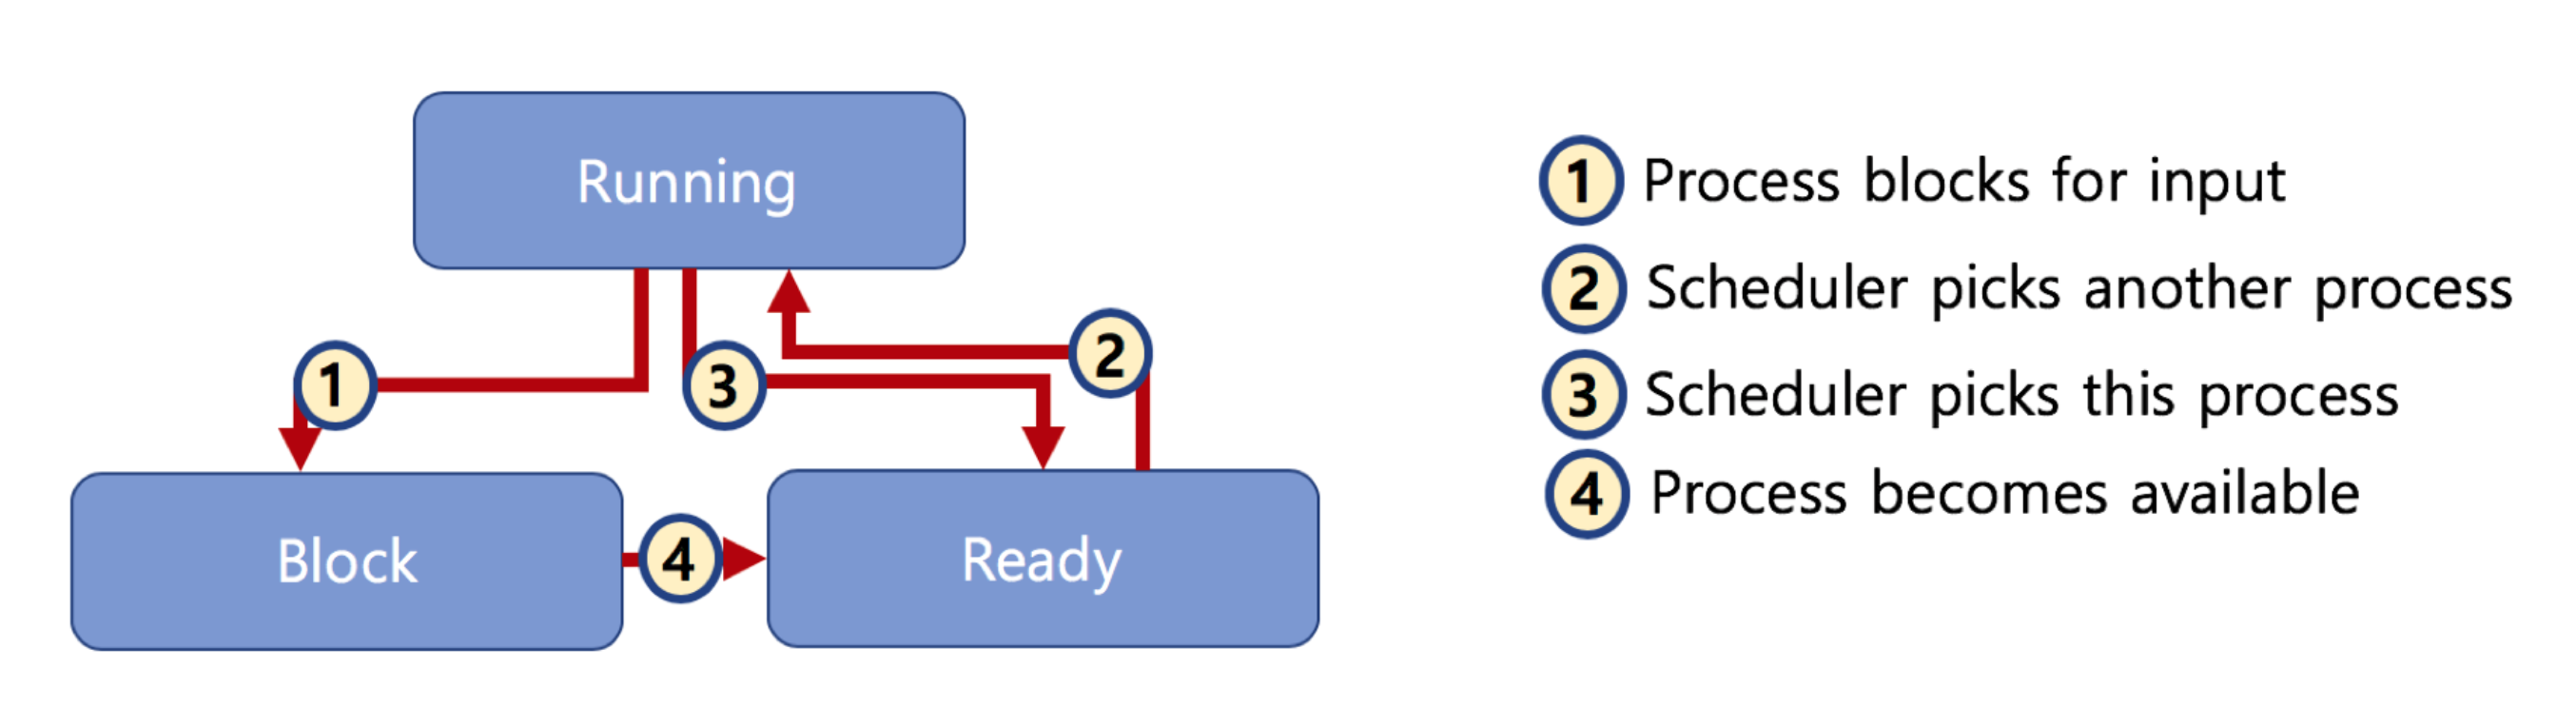 Running
1
3
2
Block
4
Ready
1 Process blocks for input
2 Scheduler picks another process
3 Scheduler picks this process
4 Process becomes available